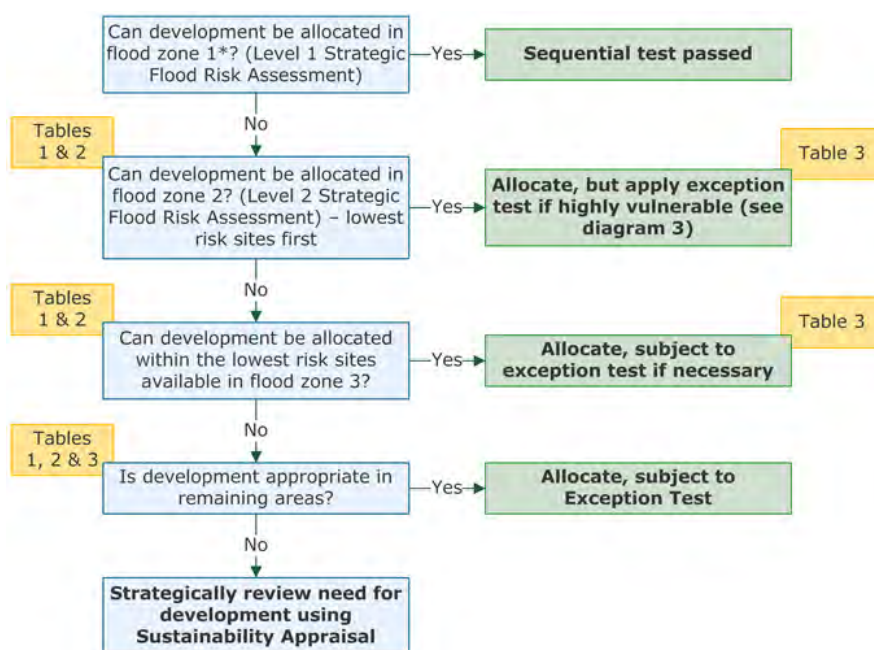 Can development be allocated in
flood zone 1*? (Level 1 Strategic
Flood Risk Assessment)
Yes
Sequential test passed
No
Tables
1 & 2
Can development be allocated in
flood zone 2? (Level 2 Strategic
Flood Risk Assessment) – lowest
risk sites first
Yes
Allocate, but apply exception
test if highly vulnerable (see
diagram 3)
Table 3
No
Tables
1 & 2
Can development be allocated
within the lowest risk sites
available in flood zone 3?
Yes
Allocate, subject to
exception test if necessary
Table 3
No
Tables
1, 2 & 3
Is development appropriate in
remaining areas?
Yes
Allocate, subject to
Exception Test
No
Strategically review need for
development using
Sustainability Appraisal